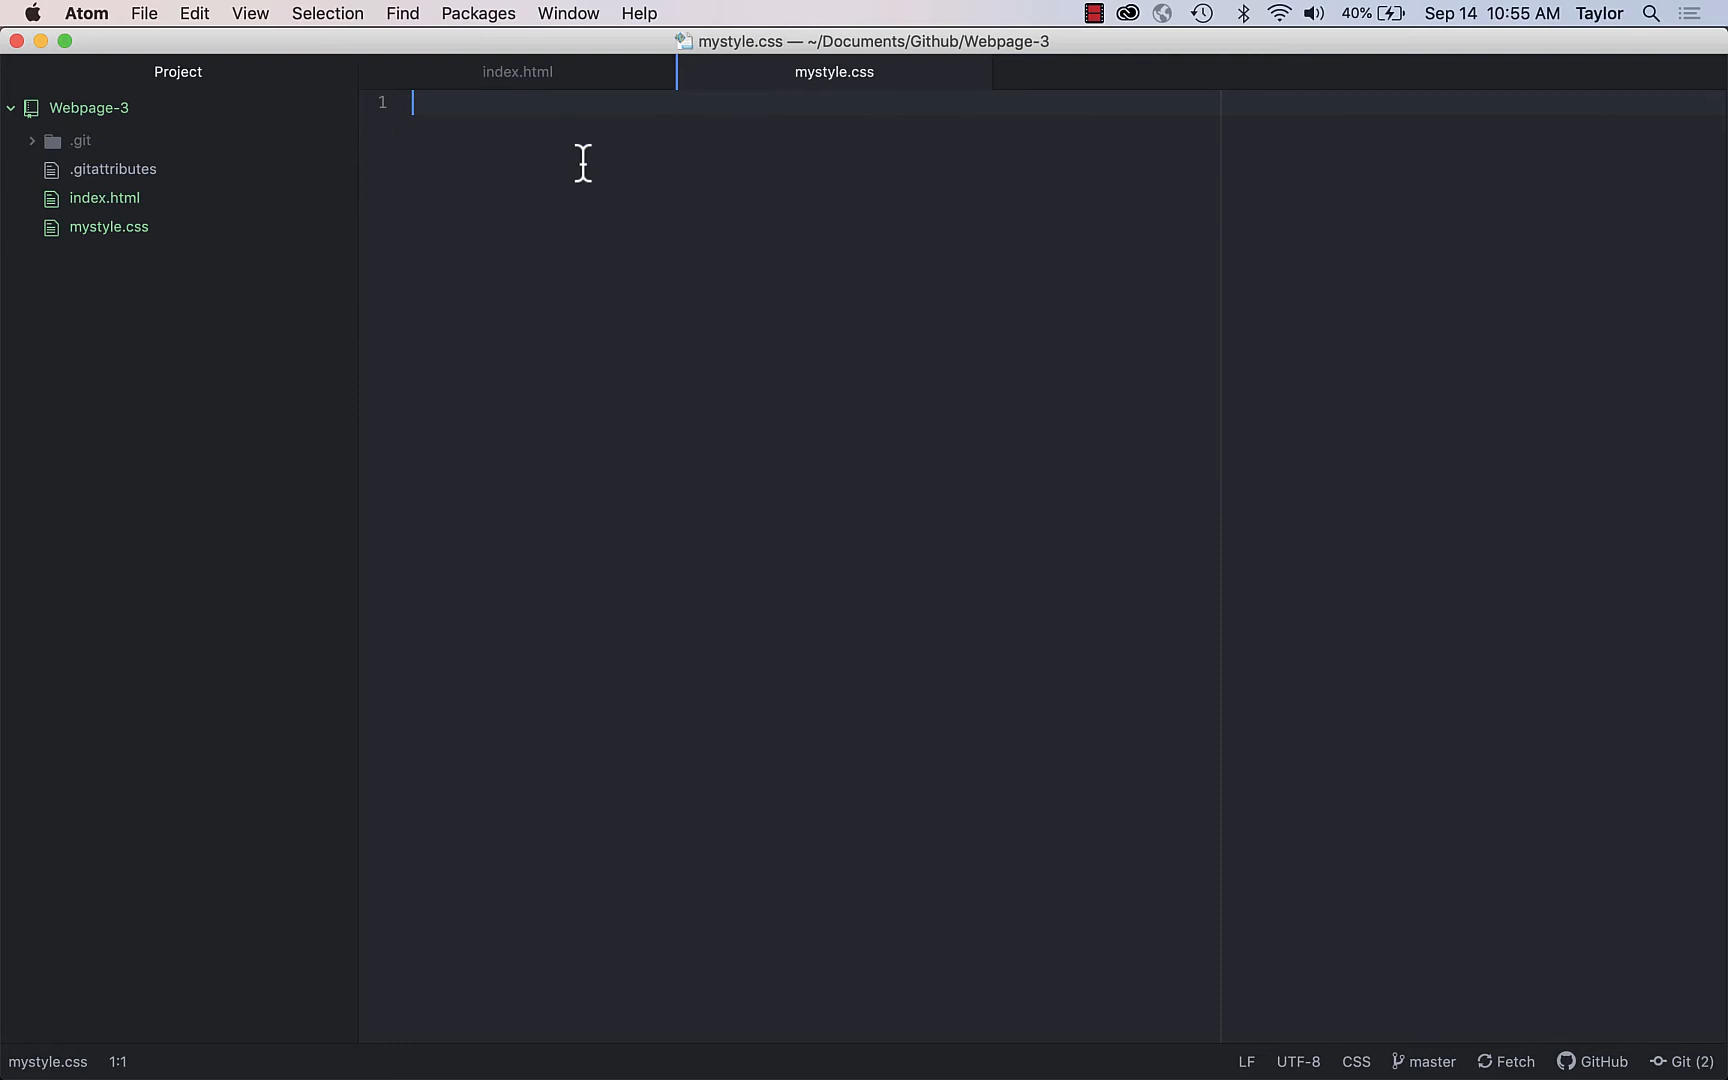 Atom File Edit View Selection Find Packages Window Help 40% Sep 14 10:55 AM Taylor
mystyle.css — ~/Documents/Github/Webpage-3
Project index.html mystyle.css
Webpage-3
.git
.gitattributes
index.html
mystyle.css
1
mystyle.css 1:1 LF UTF-8 CSS master Fetch GitHub Git (2)